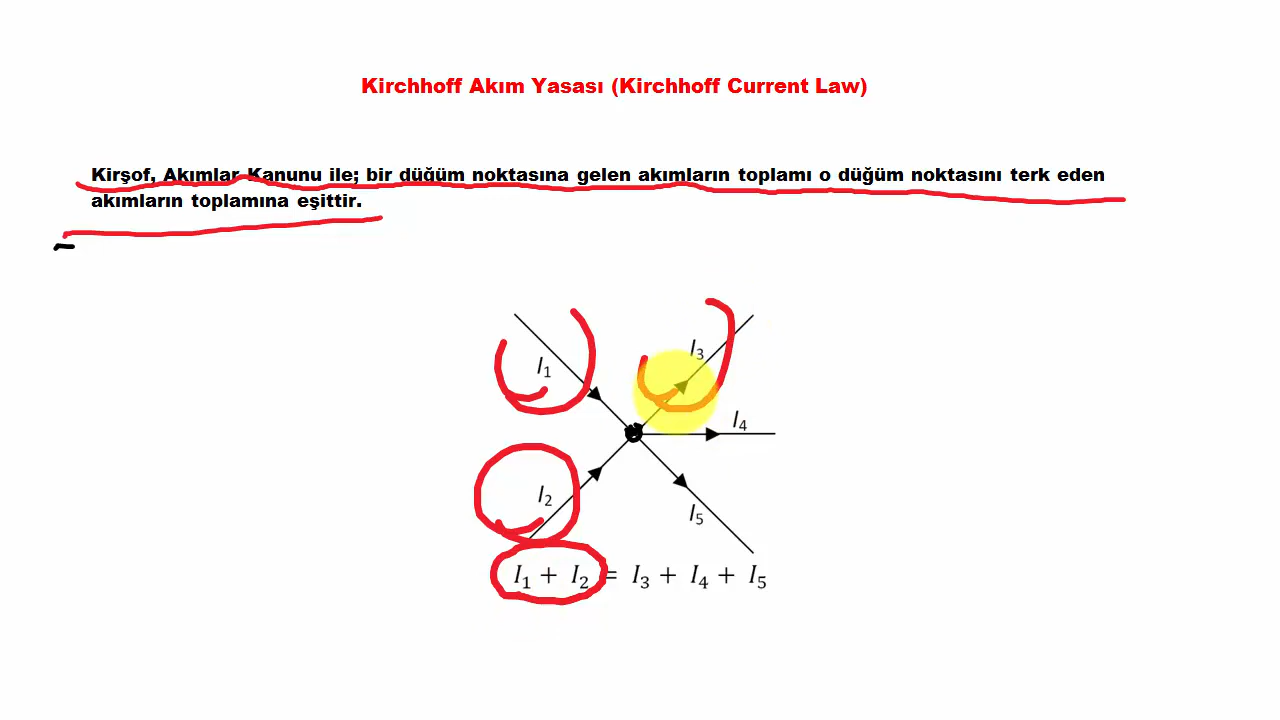 Kirchhoff Akım Yasası (Kirchhoff Current Law)
Kirşof, Akımlar Kanunu ile; bir düğüm noktasına gelen akımların toplamı o düğüm noktasını terk eden
akımların toplamına eşittir.
I₁
I₃
I₄
I₂
I₅
I₁ + I₂ = I₃ + I₄ + I₅